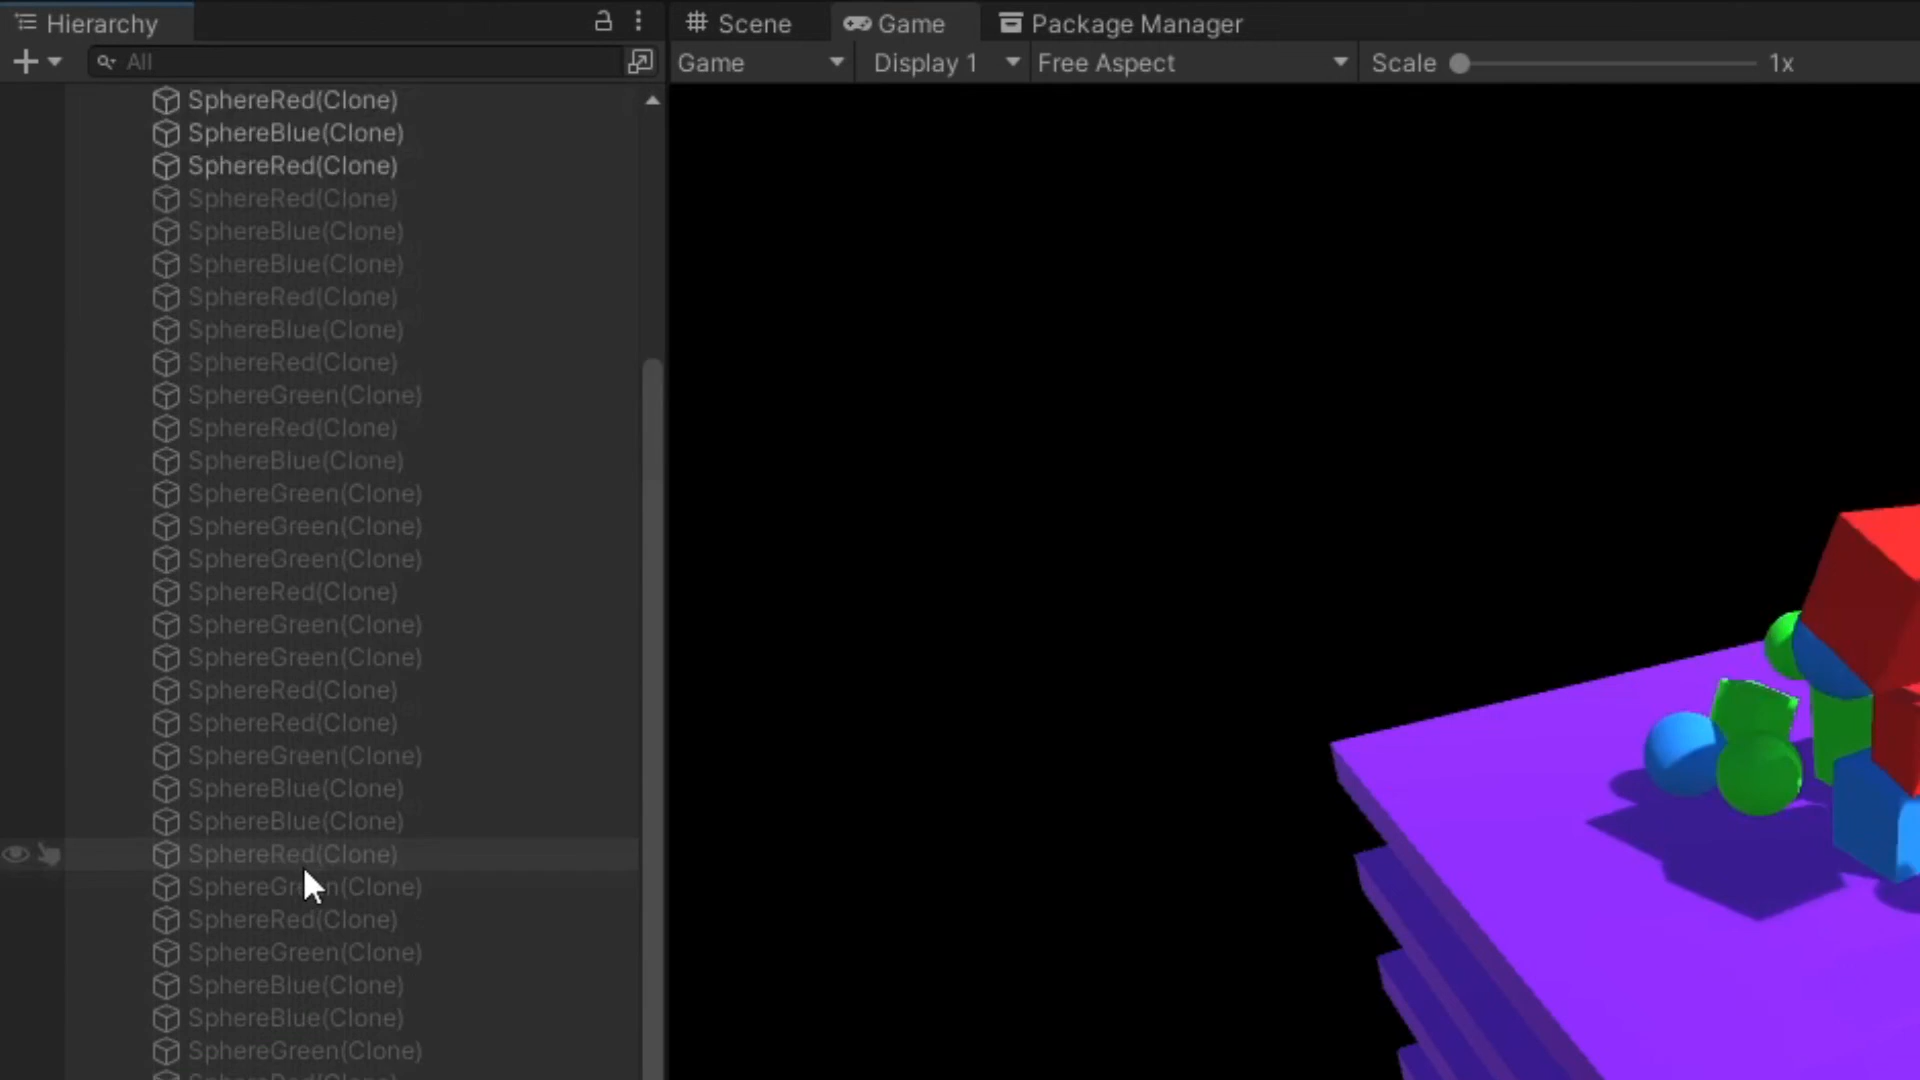 Hierarchy
All
SphereRed(Clone)
SphereBlue(Clone)
SphereRed(Clone)
SphereRed(Clone)
SphereBlue(Clone)
SphereBlue(Clone)
SphereRed(Clone)
SphereBlue(Clone)
SphereRed(Clone)
SphereGreen(Clone)
SphereRed(Clone)
SphereBlue(Clone)
SphereGreen(Clone)
SphereGreen(Clone)
SphereGreen(Clone)
SphereRed(Clone)
SphereGreen(Clone)
SphereGreen(Clone)
SphereRed(Clone)
SphereRed(Clone)
SphereGreen(Clone)
SphereBlue(Clone)
SphereBlue(Clone)
SphereRed(Clone)
SphereGreen(Clone)
SphereRed(Clone)
SphereGreen(Clone)
SphereBlue(Clone)
SphereBlue(Clone)
SphereGreen(Clone)
Scene Game Package Manager
Game Display 1 Free Aspect Scale 1x